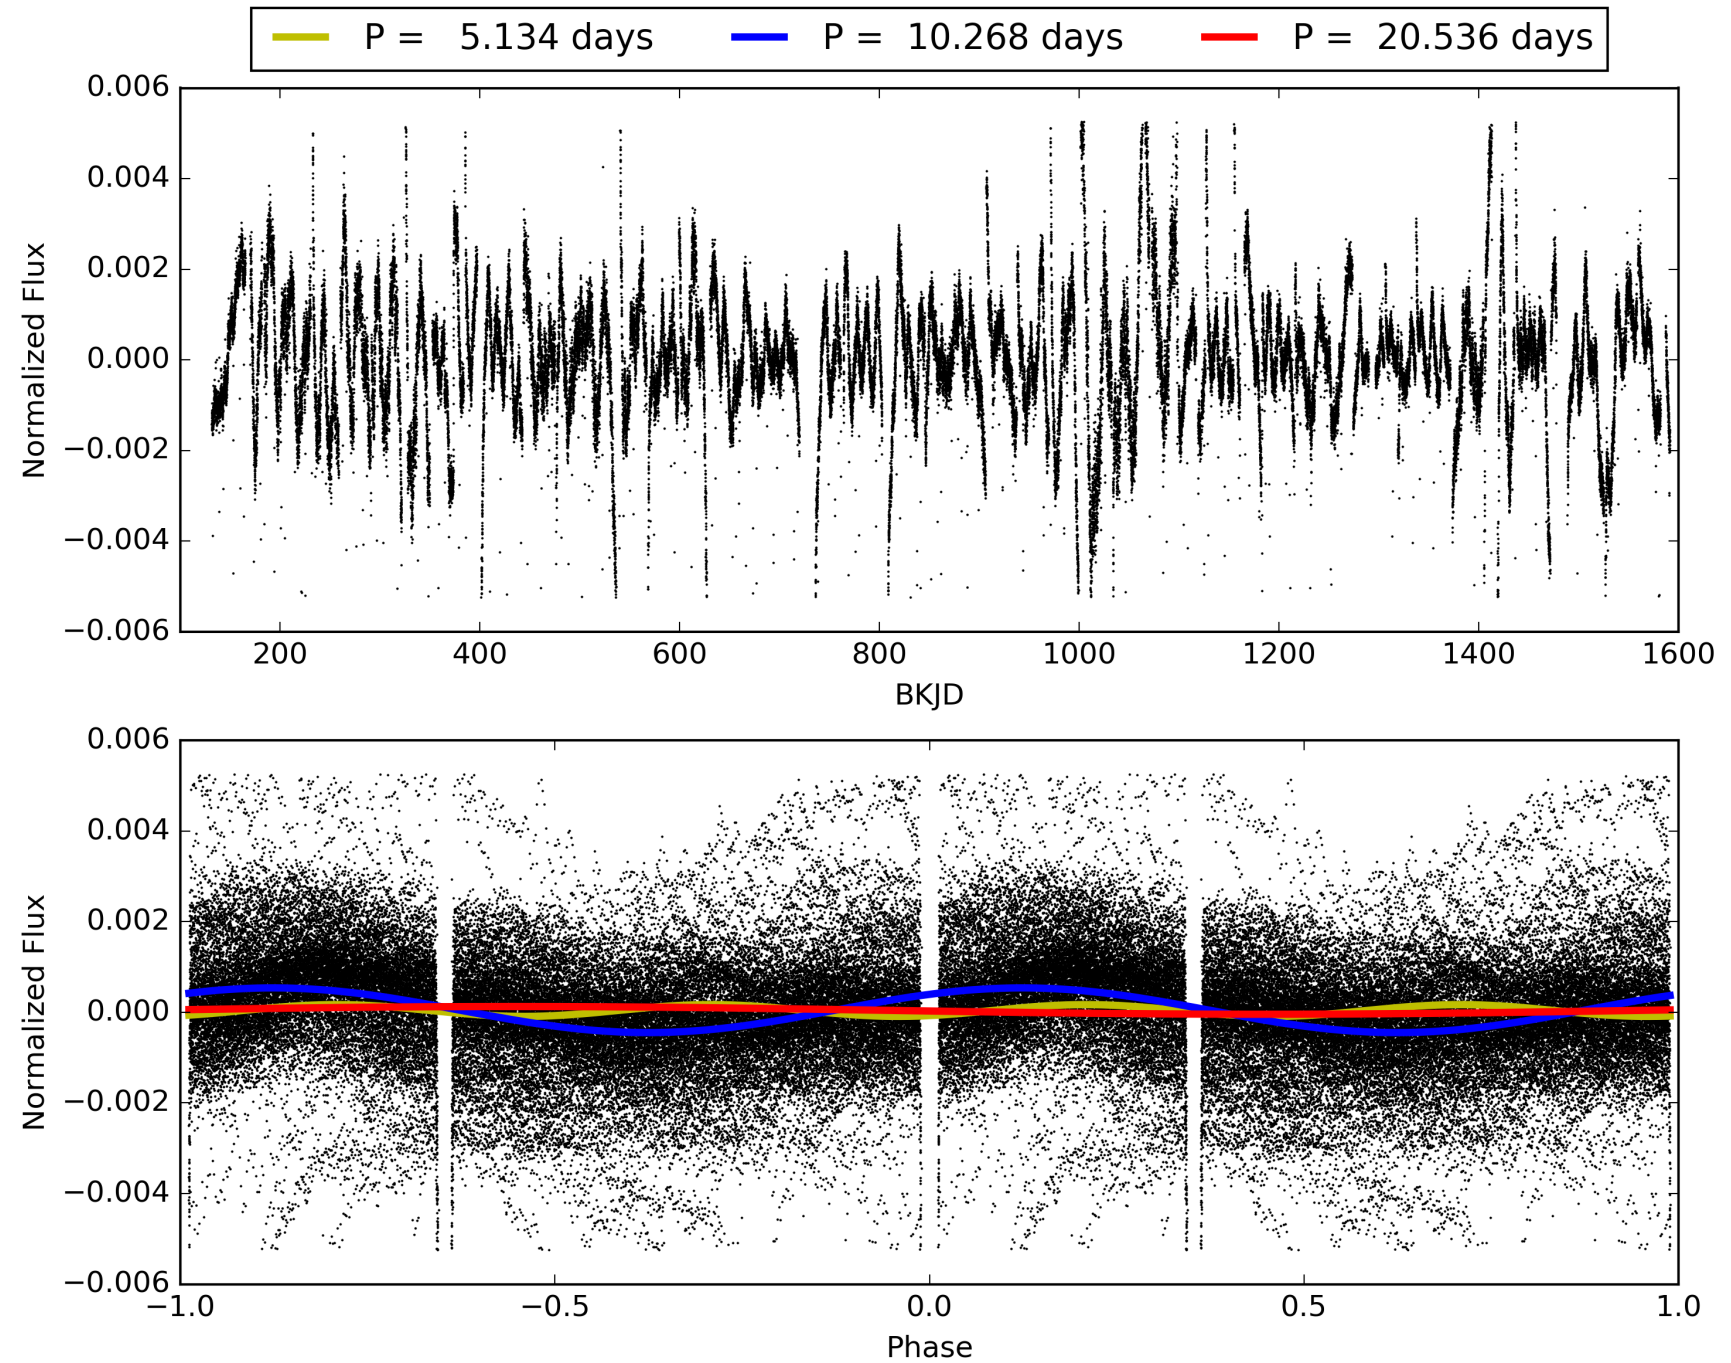 P = 5.134 days P = 10.268 days P = 20.536 days
0.006
0.004
0.002
0.000
−0.002
−0.004
−0.006
Normalized Flux
200 400 600 800 1000 1200 1400 1600
BKJD
0.006
0.004
0.002
0.000
−0.002
−0.004
−0.006
Normalized Flux
−1.0 −0.5 0.0 0.5 1.0
Phase